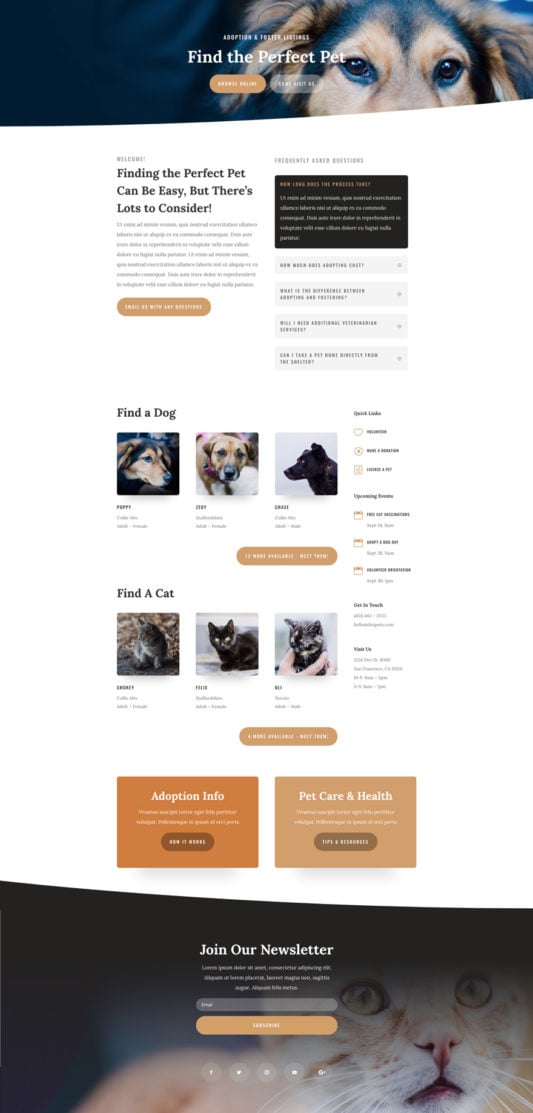 ADOPTION & FOSTER LISTINGS
Find the Perfect Pet
BROWSE ONLINE
COME VISIT US
WELCOME!
Finding the Perfect Pet
Can Be Easy, But There's
Lots to Consider!
Ut enim ad minim veniam, quis nostrud exercitation ullamco
laboris nisi ut aliquip ex ea commodo consequat. Duis aute
irure dolor in reprehenderit in voluptate velit esse cillum
dolore eu fugiat nulla pariatur. Ut enim ad minim veniam,
quis nostrud exercitation ullamco laboris nisi ut aliquip ex ea
commodo consequat. Duis aute irure dolor in reprehenderit
in voluptate velit esse cillum dolore eu fugiat nulla pariatur.
EMAIL US WITH ANY QUESTIONS
FREQUENTLY ASKED QUESTIONS
HOW LONG DOES THE PROCESS TAKE?
Ut enim ad minim veniam, quis nostrud exercitation
ullamco laboris nisi ut aliquip ex ea commodo
consequat. Duis aute irure dolor in reprehenderit in
voluptate velit esse cillum dolore eu fugiat nulla
pariatur.
HOW MUCH DOES ADOPTING COST?
WHAT IS THE DIFFERENCE BETWEEN
ADOPTING AND FOSTERING?
WILL I NEED ADDITIONAL VETERINARIAN
SERVICES?
CAN I TAKE A PET HOME DIRECTLY FROM
THE SHELTER?
Find a Dog
POPPY
Collie Mix
Adult – Female
ZEDY
Staffordshire
Adult – Female
CHASE
Collie Mix
Adult – Male
12 MORE AVAILABLE - MEET THEM!
Find A Cat
SMOKEY
Collie Mix
Adult – Female
FELIX
Staffordshire
Adult – Female
OLI
Terrier
Adult – Male
4 MORE AVAILABLE - MEET THEM!
Quick Links
VOLUNTEER
MAKE A DONATION
LICENSE A PET
Upcoming Events
FREE CAT VACCINATIONS
Sept 24, 8am
ADOPT A DOG DAY
Sept 28, 11am
VOLUNTEER ORIENTATION
Sept 30, 1pm
Get In Touch
hello@divipets.com
Visit Us
1234 Divi St. #1000
San Francisco, CA
M-F: 8am – 5pm
S-S: 8am – 7pm
Adoption Info
Vivamus suscipit tortor eget felis porttitor
volutpat. Pellentesque in ipsum id orci porta
HOW IT WORKS
Pet Care & Health
Vivamus suscipit tortor eget felis porttitor
volutpat. Pellentesque in ipsum id orci porta
TIPS & RESOURCES
Join Our Newsletter
Lorem ipsum dolor sit amet, consectetur adipiscing elit.
Aliquam ut lorem placerat, laoreet magna non, sagittis
augue. Aliquam felis metus.
Email
SUBSCRIBE